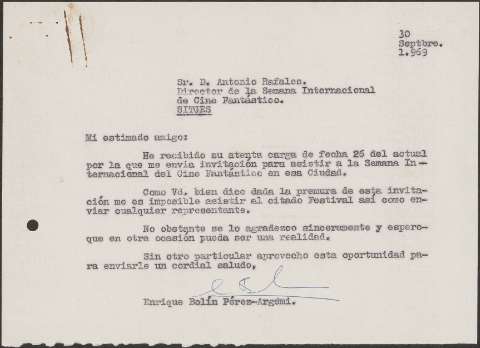 30
Septbre.
1.969
Sr. D. Antonio Rafales.
Director de la Semana Internacional
de Cine Fantástico.
SITGES
Mi estimado amigo:
He recibido su atenta carga de fecha 26 del actual
por la que me envia invitación para asistir a la Semana In-
ternacional del Cine Fantástico en esa Ciudad.
Como Vd. bien dice dada la premura de esta invita-
ción me es imposible asistir al citado Festival asi como en-
viar cualquier representante.
No obstante se lo agradezco sinceramente y espero-
que en otra ocasión pueda ser una realidad.
Sin otro particular aprovecho esta oportunidad pa-
ra enviarle un cordial saludo,
Enrique Bolín Pérez-Argemi.